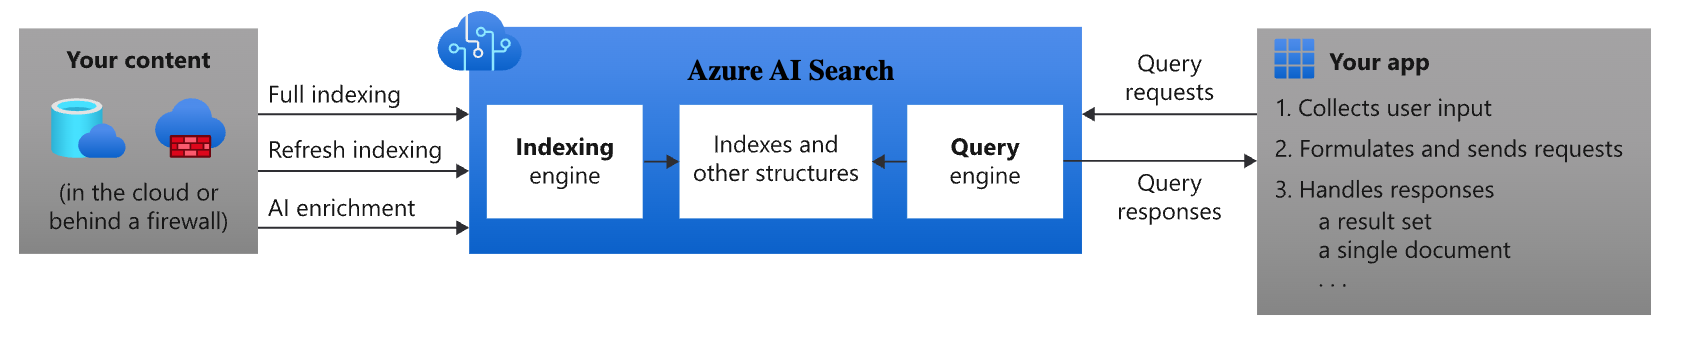 Your content
(in the cloud or
behind a firewall)
Full indexing
Refresh indexing
AI enrichment
Azure AI Search
Indexing
engine
Indexes and
other structures
Query
engine
Query
requests
Query
responses
Your app
1. Collects user input
2. Formulates and sends requests
3. Handles responses
a result set
a single document
. . .